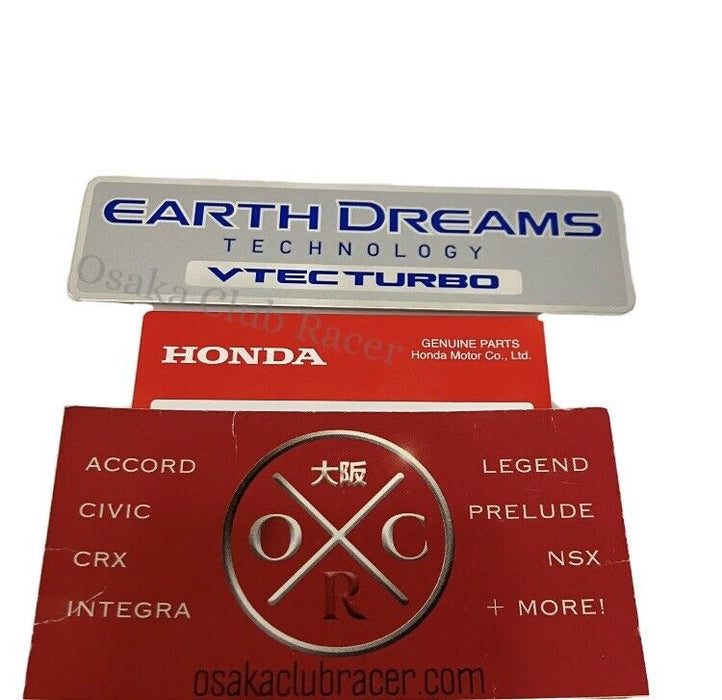 EARTH DREAMS
TECHNOLOGY
VTEC TURBO
Osaka Club Racer
HONDA
GENUINE PARTS
Honda Motor Co., Ltd.
大阪
O C
R
ACCORD
CIVIC
CRX
INTEGRA
LEGEND
PRELUDE
NSX
+ MORE!
osakaclubracer.com